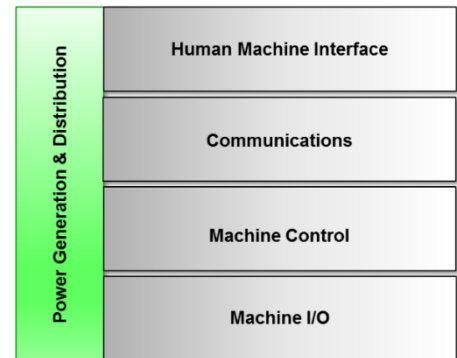 Power Generation & Distribution
Human Machine Interface
Communications
Machine Control
Machine I/O